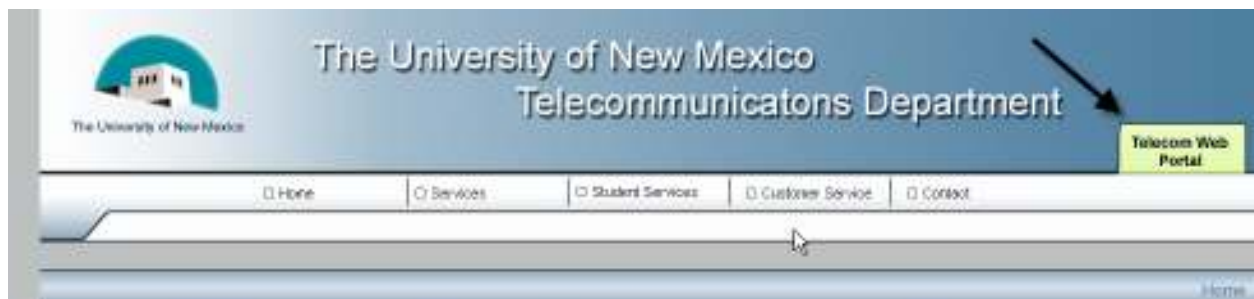 The University of New Mexico
Telecommunicatons Department
The University of New Mexico
Telecom Web
Portal
Home
Services
Student Services
Customer Service
Contact
Home